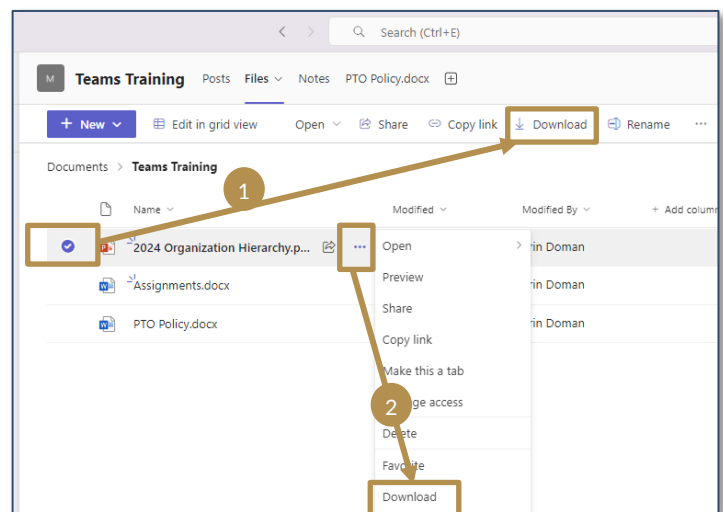 Search (Ctrl+E)
M Teams Training Posts Files Notes PTO Policy.docx
+ New Edit in grid view Open Share Copy link Download Rename ...
Documents > Teams Training
1
Name Modified Modified By + Add column
2024 Organization Hierarchy.p... ... Open rin Doman
Preview
Assignments.docx rin Doman
Share
PTO Policy.docx rin Doman
Copy link
Make this a tab
2 ge access
Delete
Favorite
Download